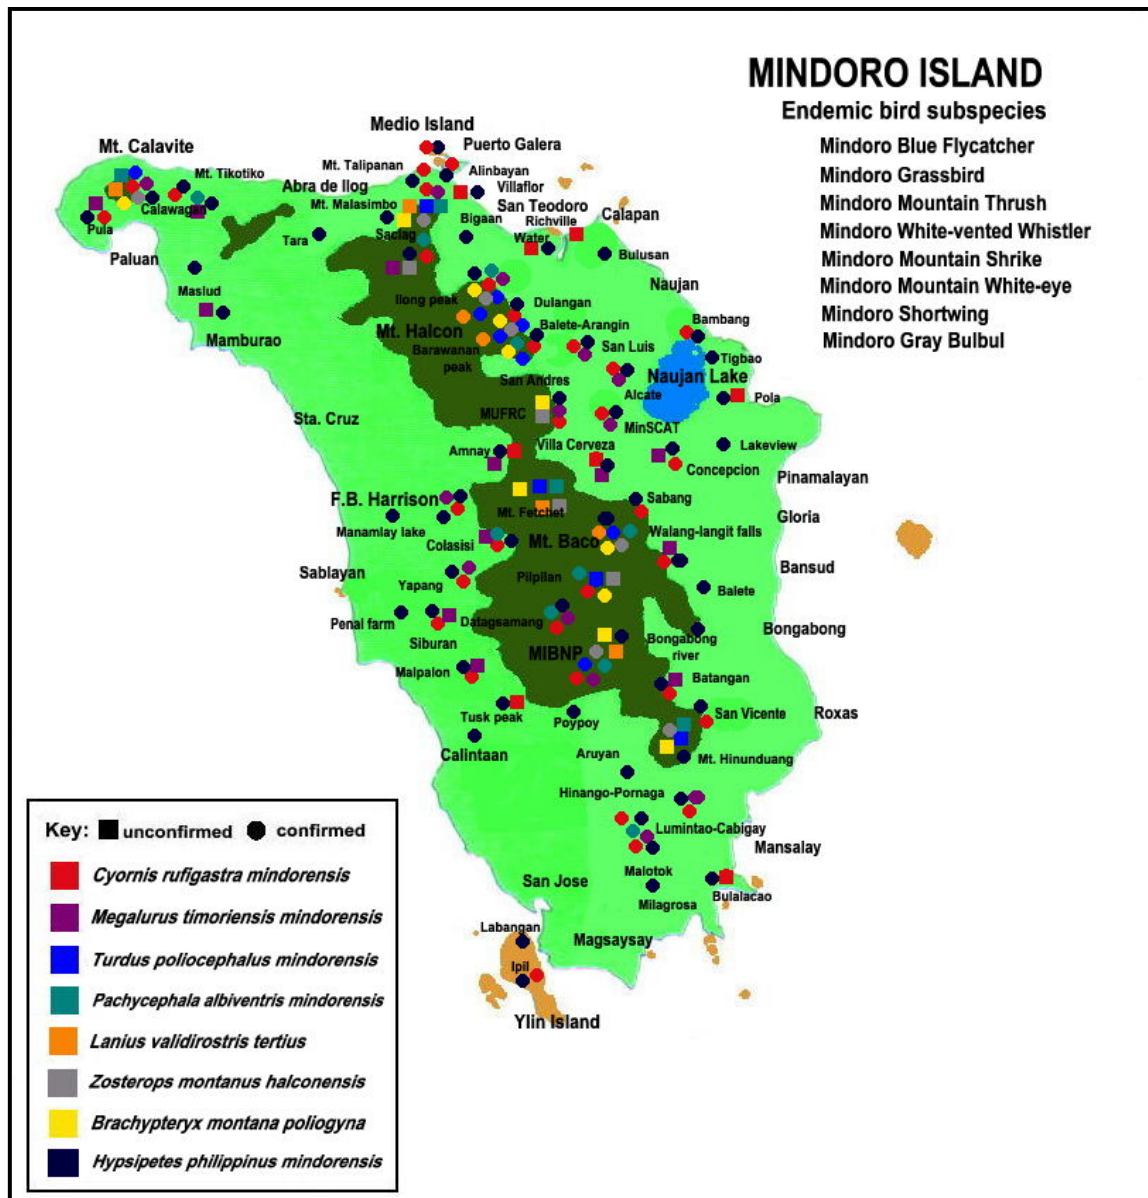 MINDORO ISLAND
Endemic bird subspecies
Mindoro Blue Flycatcher
Mindoro Grassbird
Mindoro Mountain Thrush
Mindoro White-vented Whistler
Mindoro Mountain Shrike
Mindoro Mountain White-eye
Mindoro Shortwing
Mindoro Gray Bulbul
Medio Island
Puerto Galera
Mt. Calavite
Mt. Talipanan
Alinbayan
Mt. Tikotiko
Abra de Ilog
Villaflor
Mt. Malasimbo
San Teodoro
Calawagan
Richville
Calapan
Bigaan
Pula
Tara
Saclag
Water
Bulusan
Paluan
Naujan
Maslud
Ilong peak
Dulangan
Mt. Halcon
Balete-Arangin
Bambang
Mamburao
Barawanan
peak
San Luis
Tigbao
Naujan Lake
San Andres
Alcate
Pola
Sta. Cruz
MUFRC
MinSCAT
Amnay
Villa Cerveza
Lakeview
Concepcion
Pinamalayan
F.B. Harrison
Sabang
Mt. Fetchet
Gloria
Manamlay lake
Walang-langit falls
Colasisi
Mt. Baco
Sablayan
Bansud
Yapang
Pilpilan
Balete
Penal farm
Datagsamang
Siburan
Bongabong
Bongabong
river
MIBNP
Malpalon
Batangan
Tusk peak
Poypoy
San Vicente
Roxas
Calintaan
Aruyan
Mt. Hinunduang
Hinango-Pornaga
Lumintao-Cabigay
Mansalay
Malotok
San Jose
Milagrosa
Bulalacao
Labangan
Magsaysay
Ipil
Ylin Island
Key: unconfirmed confirmed
Cyornis rufigastra mindorensis
Megalurus timoriensis mindorensis
Turdus poliocephalus mindorensis
Pachycephala albiventris mindorensis
Lanius validirostris tertius
Zosterops montanus halconensis
Brachypteryx montana poliogyna
Hypsipetes philippinus mindorensis